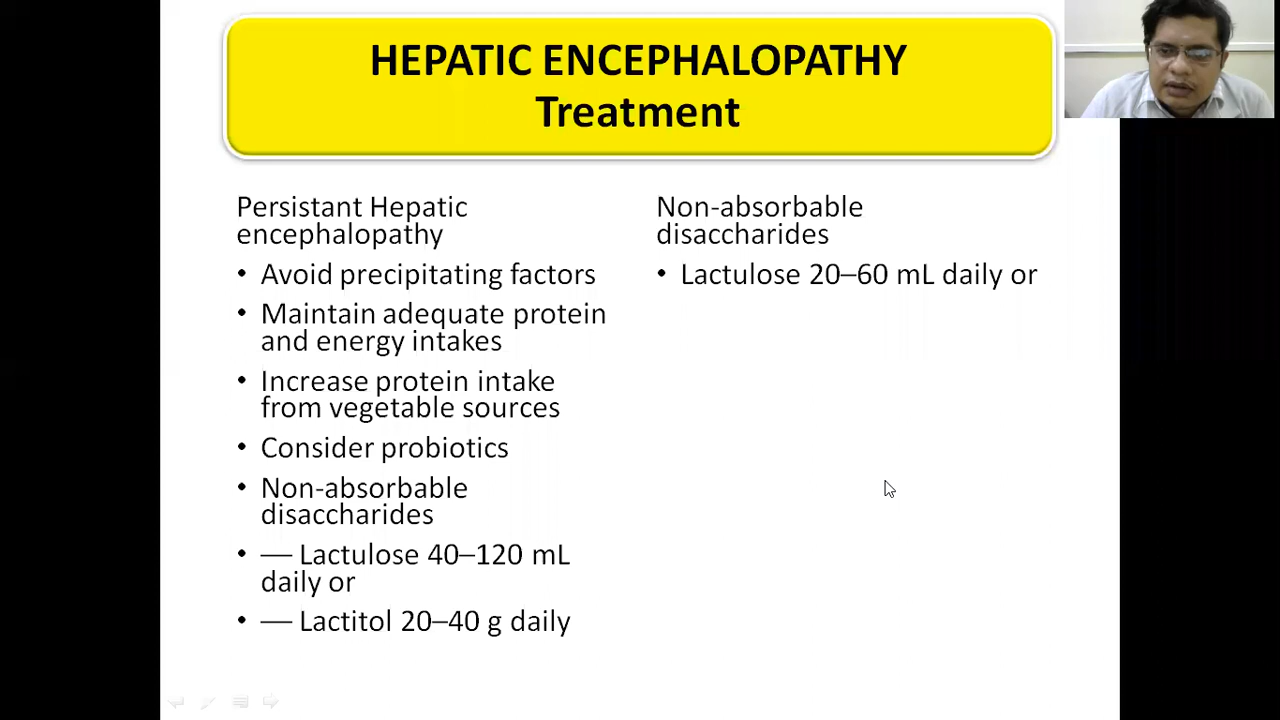 HEPATIC ENCEPHALOPATHY
Treatment
Persistant Hepatic
encephalopathy
• Avoid precipitating factors
• Maintain adequate protein
and energy intakes
• Increase protein intake
from vegetable sources
• Consider probiotics
• Non-absorbable
disaccharides
• — Lactulose 40–120 mL
daily or
• — Lactitol 20–40 g daily
Non-absorbable
disaccharides
• Lactulose 20–60 mL daily or